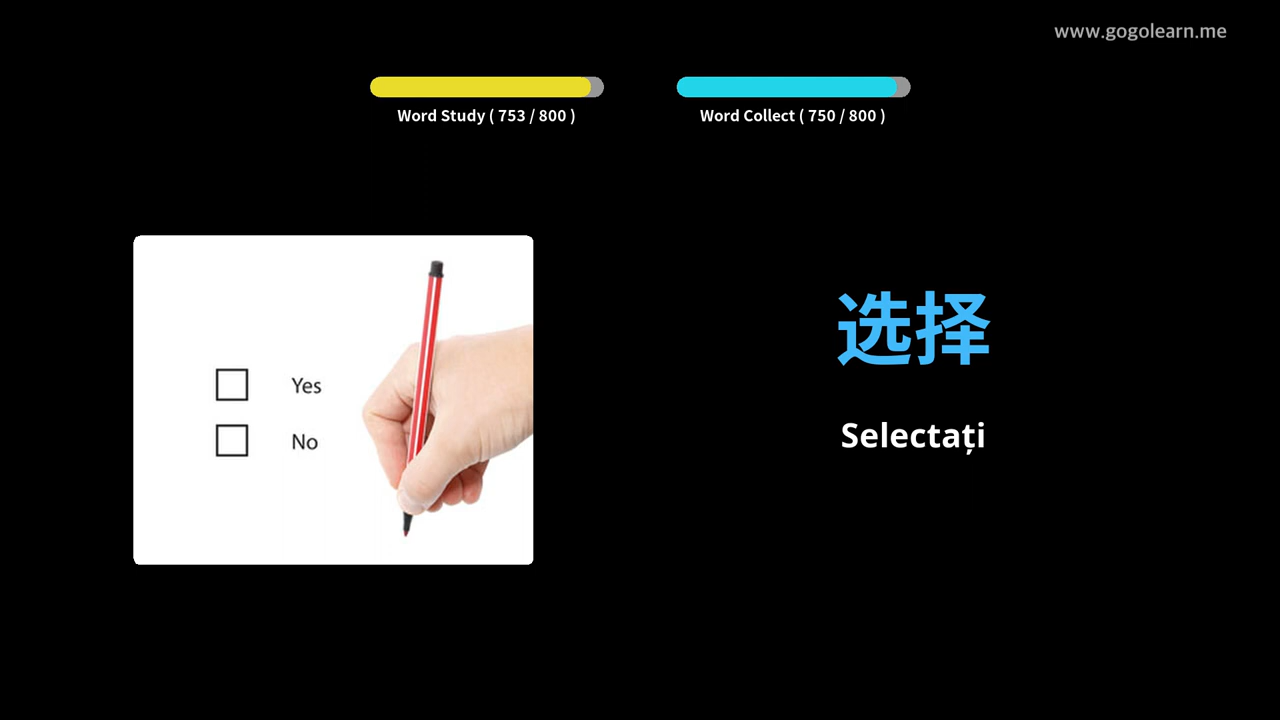 www.gogolearn.me
Word Study ( 753 / 800 )
Word Collect ( 750 / 800 )
Yes
No
选择
Selectați